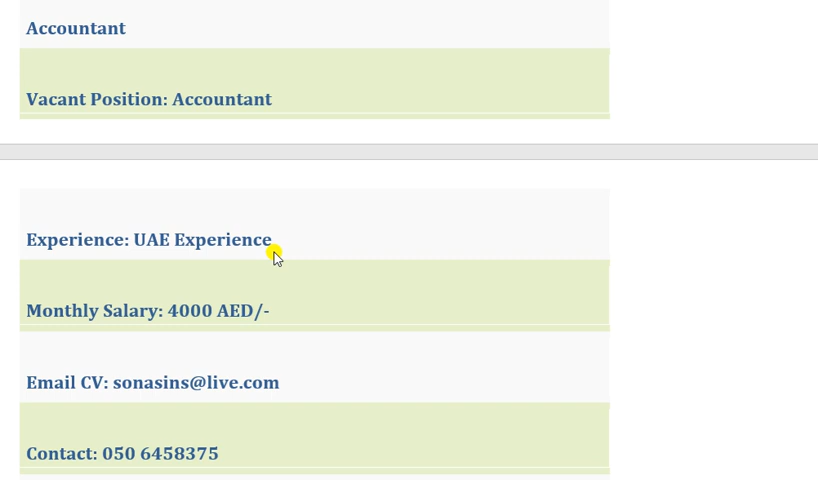 Accountant
Vacant Position: Accountant
Experience: UAE Experience
Monthly Salary: 4000 AED/-
Email CV: sonasins@live.com
Contact: 050 6458375